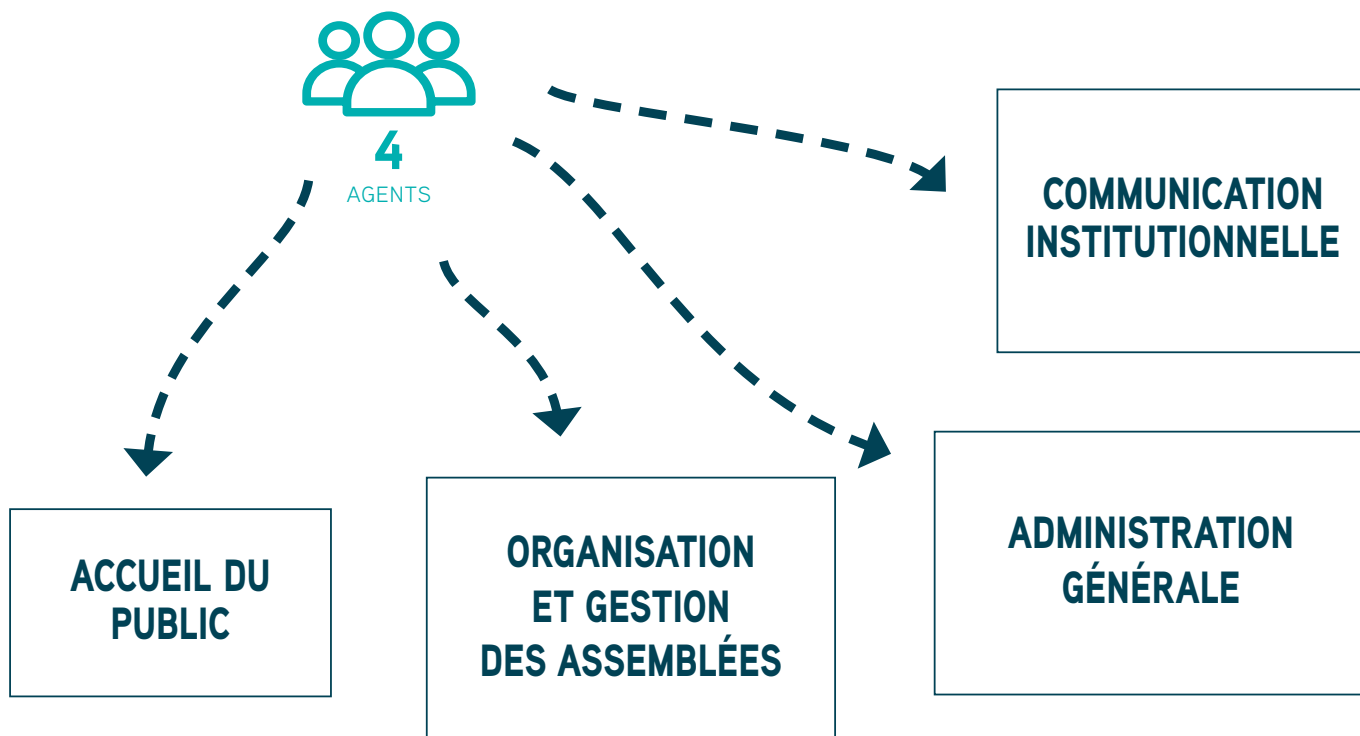 4
AGENTS
COMMUNICATION
INSTITUTIONNELLE
ACCUEIL DU
PUBLIC
ORGANISATION
ET GESTION
DES ASSEMBLÉES
ADMINISTRATION
GÉNÉRALE